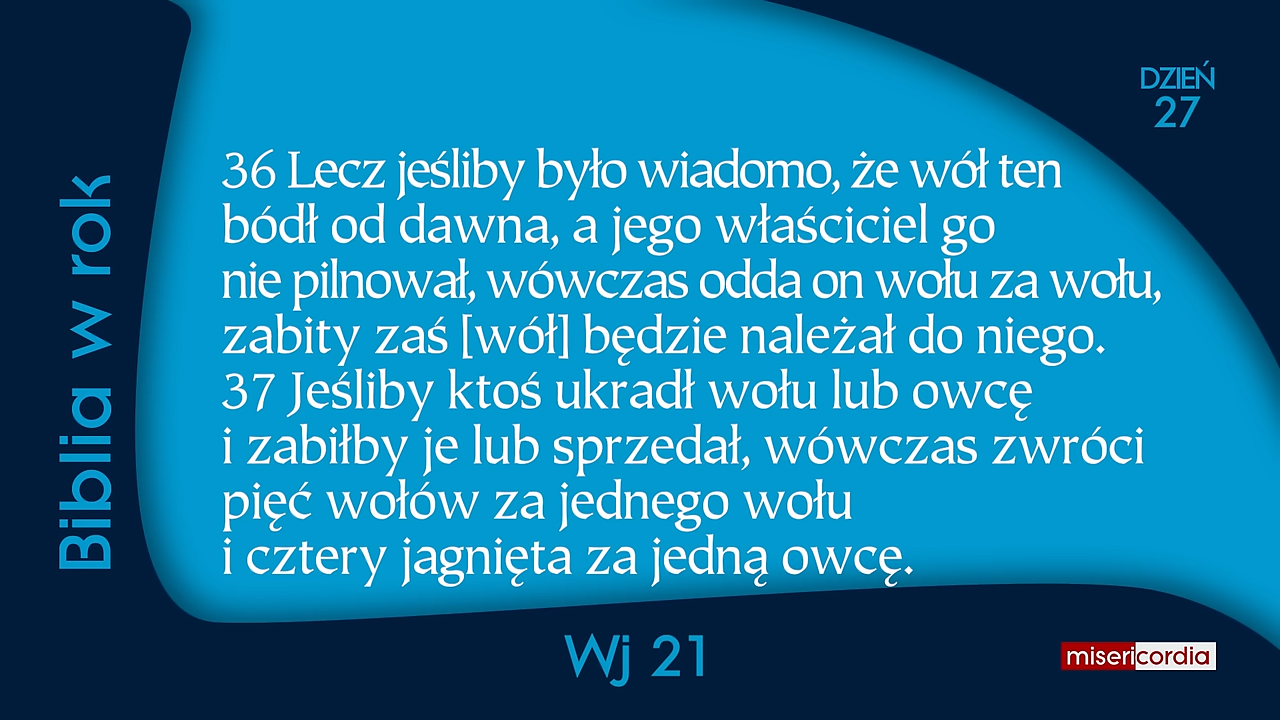 DZIEŃ
27
Biblia w rok
36 Lecz jeśliby było wiadomo, że wół ten
bódł od dawna, a jego właściciel go
nie pilnował, wówczas odda on wołu za wołu,
zabity zaś [wół] będzie należał do niego.
37 Jeśliby ktoś ukradł wołu lub owcę
i zabiłby je lub sprzedał, wówczas zwróci
pięć wołów za jednego wołu
i cztery jagnięta za jedną owcę.
Wj 21
misericordia